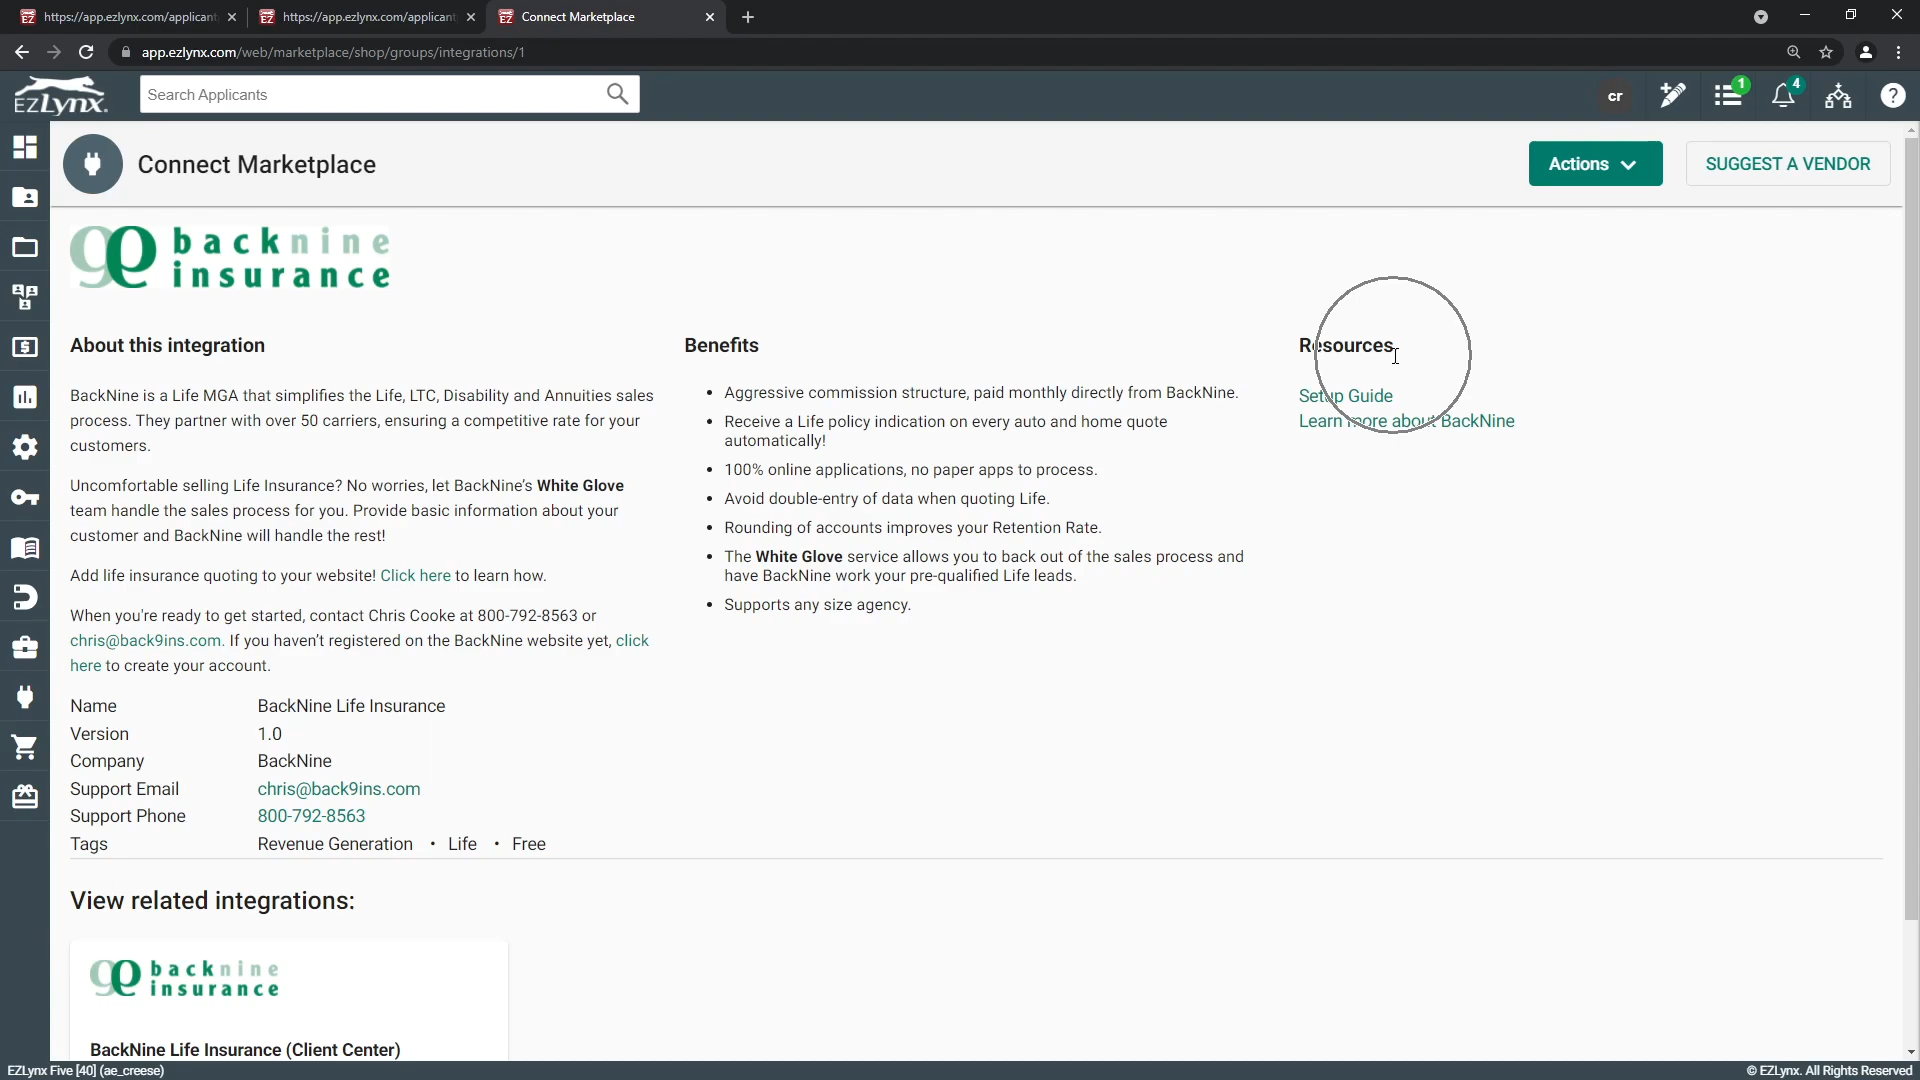 https://app.ezlynx.com/applicant
https://app.ezlynx.com/applicant
Connect Marketplace
app.ezlynx.com/web/marketplace/shop/groups/integrations/1
EZLynx.
Search Applicants
cr
1
4
Connect Marketplace
Actions
SUGGEST A VENDOR
backnine
insurance
About this integration
BackNine is a Life MGA that simplifies the Life, LTC, Disability and Annuities sales
process. They partner with over 50 carriers, ensuring a competitive rate for your
customers.
Uncomfortable selling Life Insurance? No worries, let BackNine's White Glove
team handle the sales process for you. Provide basic information about your
customer and BackNine will handle the rest!
Add life insurance quoting to your website! Click here to learn how.
When you're ready to get started, contact Chris Cooke at 800-792-8563 or
chris@back9ins.com. If you haven't registered on the BackNine website yet, click
here to create your account.
Name BackNine Life Insurance
Version 1.0
Company BackNine
Support Email chris@back9ins.com
Support Phone 800-792-8563
Tags Revenue Generation • Life • Free
Benefits
• Aggressive commission structure, paid monthly directly from BackNine.
• Receive a Life policy indication on every auto and home quote
automatically!
• 100% online applications, no paper apps to process.
• Avoid double-entry of data when quoting Life.
• Rounding of accounts improves your Retention Rate.
• The White Glove service allows you to back out of the sales process and
have BackNine work your pre-qualified Life leads.
• Supports any size agency.
Resources
Setup Guide
Learn more about BackNine
View related integrations:
backnine
insurance
BackNine Life Insurance (Client Center)
EZLynx Five [40] (ae_creese)
© EZLynx. All Rights Reserved